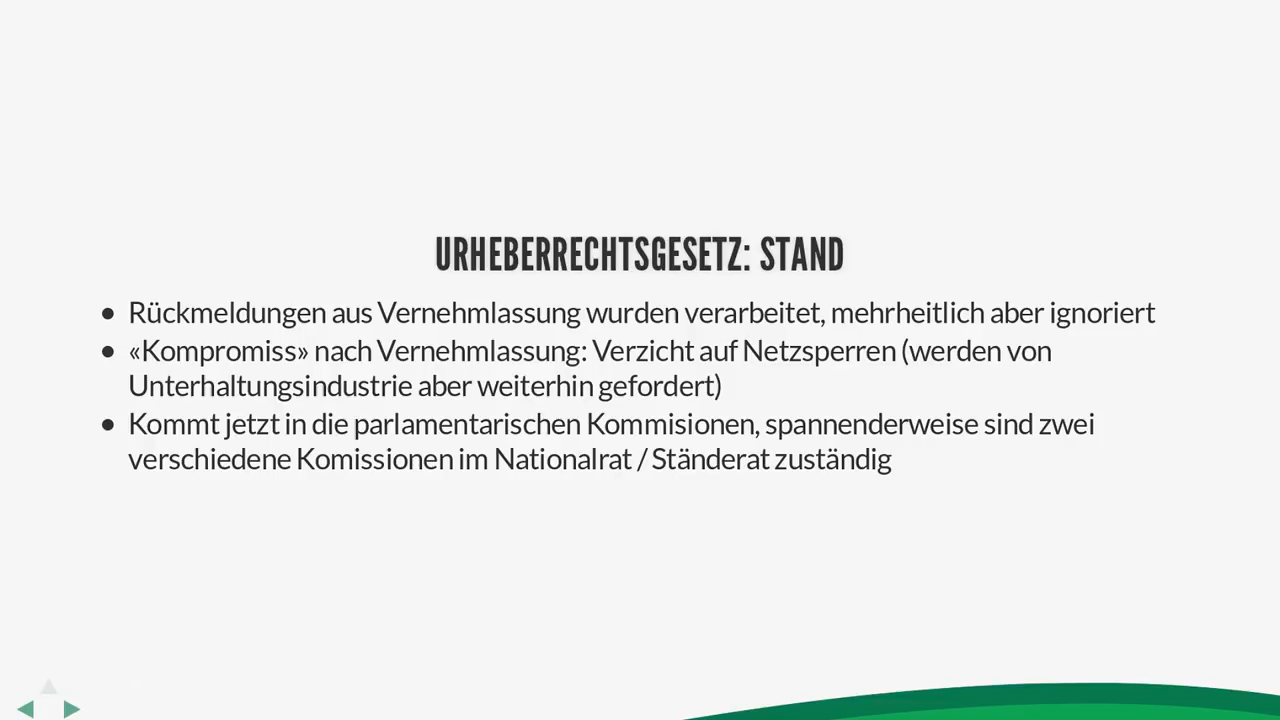 URHEBERRECHTSGESETZ: STAND
• Rückmeldungen aus Vernehmlassung wurden verarbeitet, mehrheitlich aber ignoriert
• «Kompromiss» nach Vernehmlassung: Verzicht auf Netzsperren (werden von
Unterhaltungsindustrie aber weiterhin gefordert)
• Kommt jetzt in die parlamentarischen Kommisionen, spannenderweise sind zwei
verschiedene Komissionen im Nationalrat / Ständerat zuständig